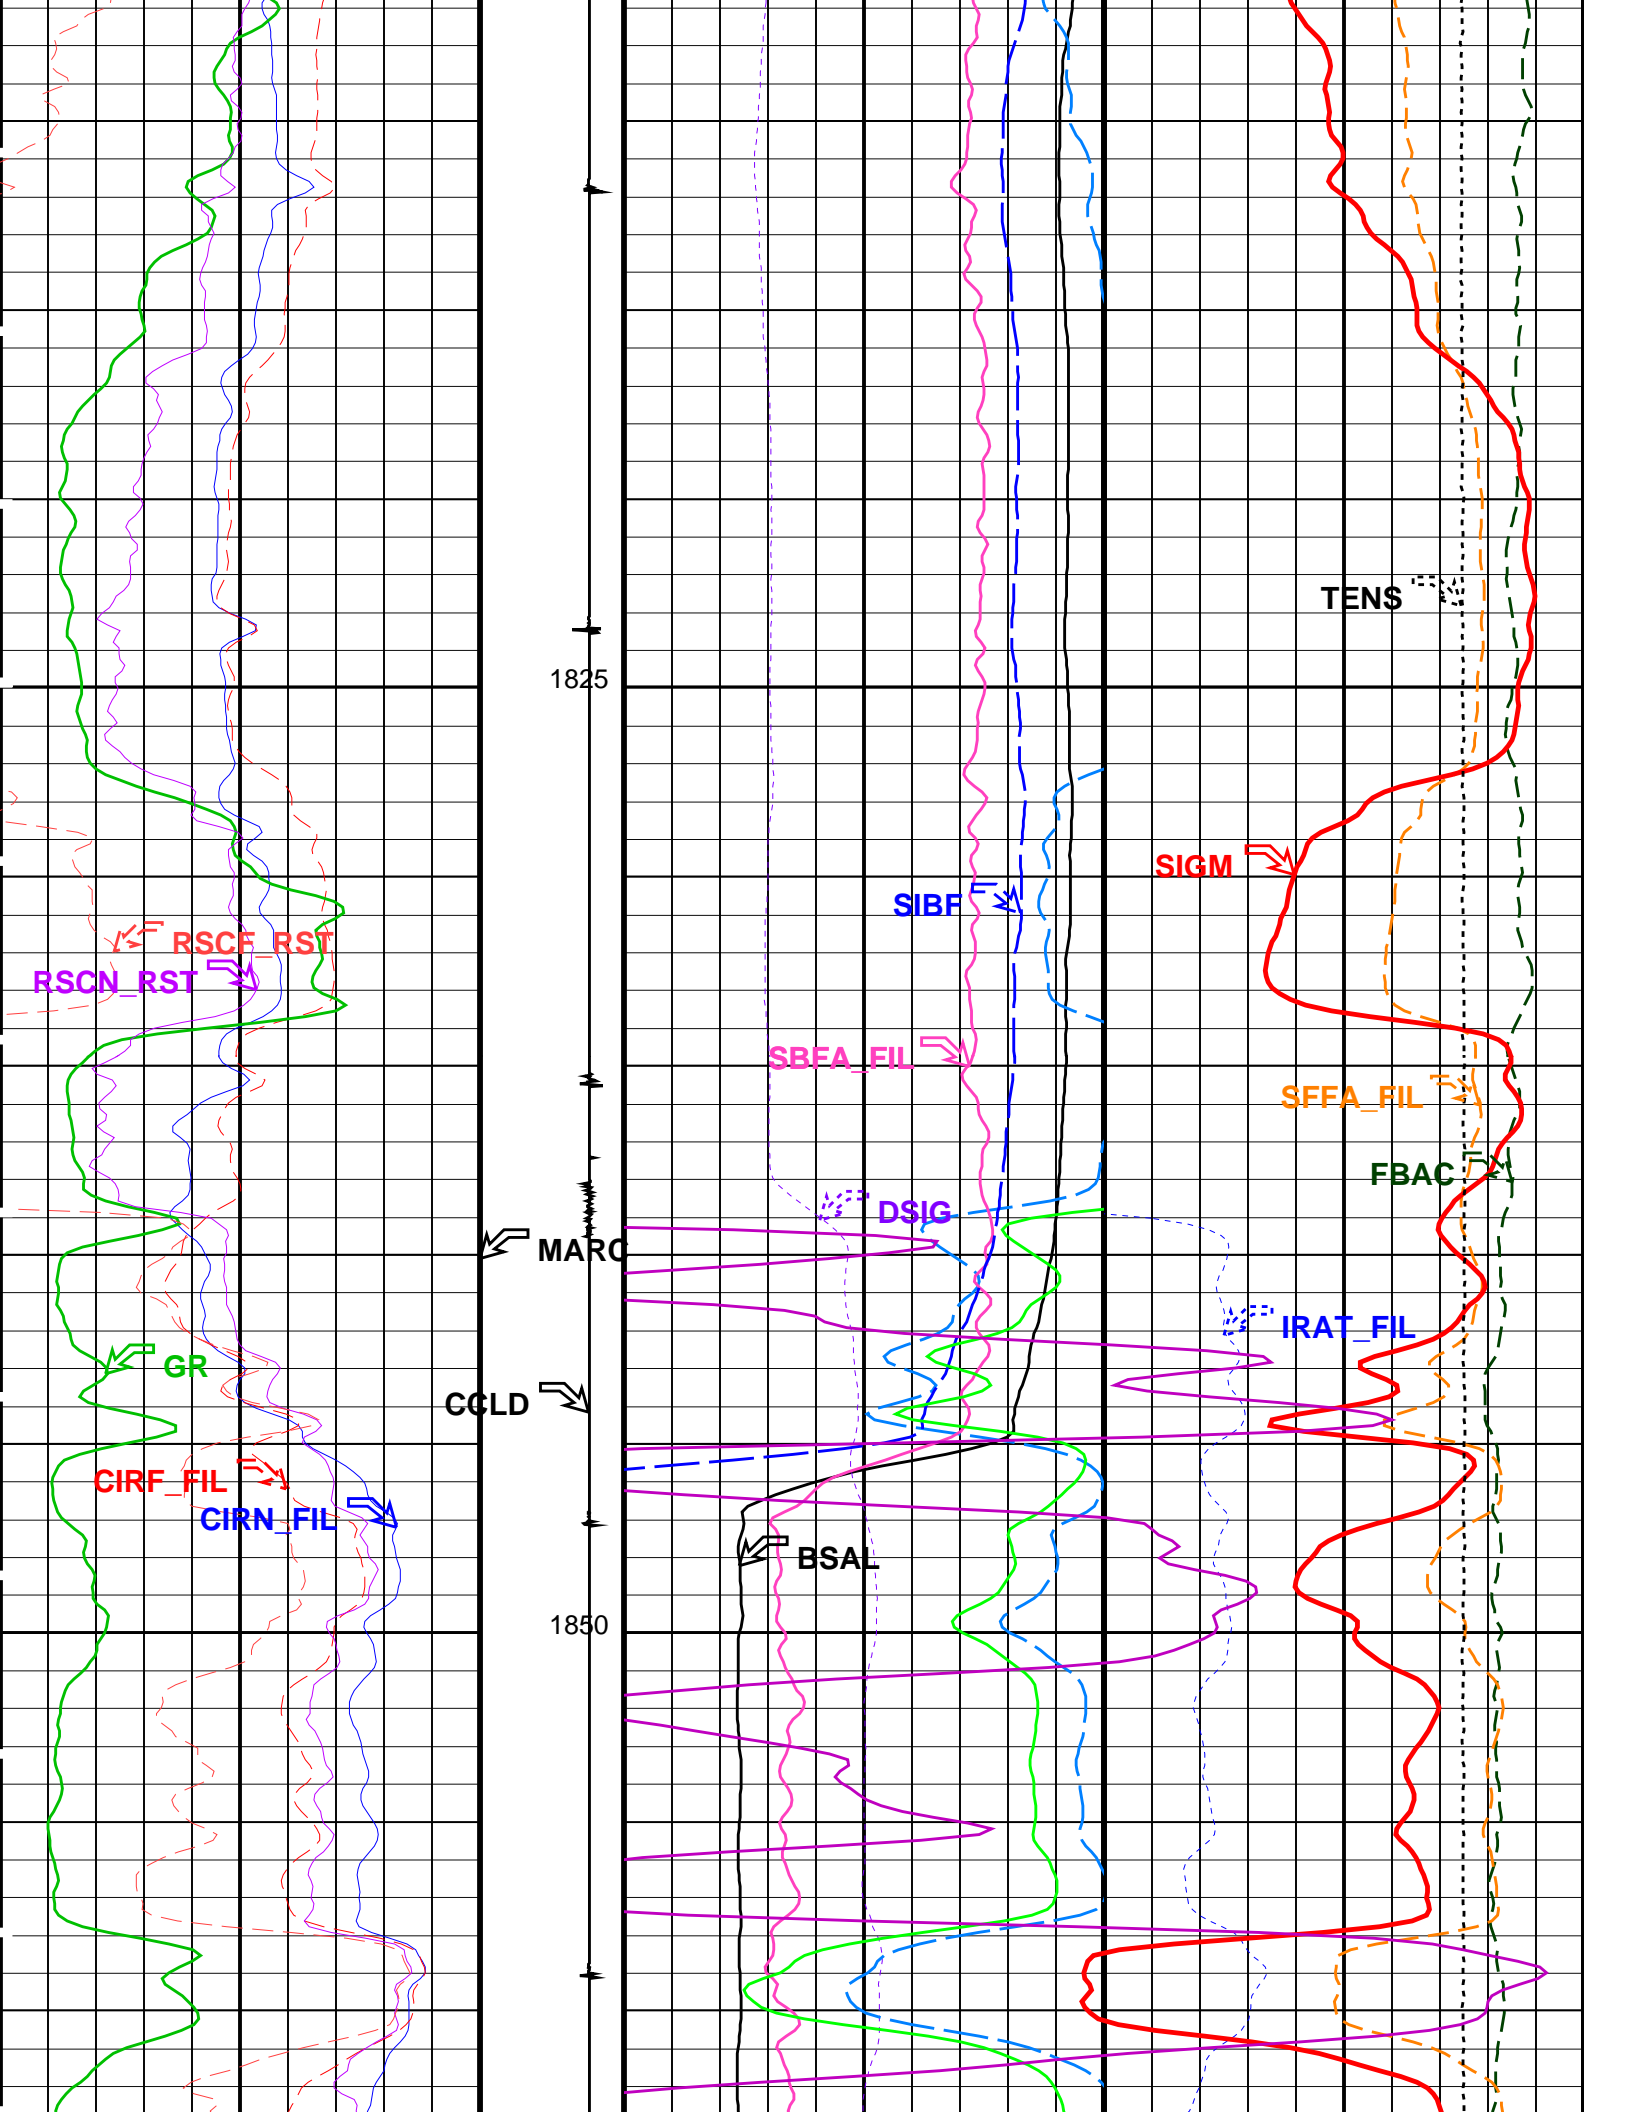 TENS
1825
SIGM
SIBF
RSCF_RST
RSCN_RST
SBFA_FIL
SFFA_FIL
FBAC
DSIG
MARC
IRAT_FIL
GR
CCLD
CIRF_FIL
CIRN_FIL
BSAL
1850